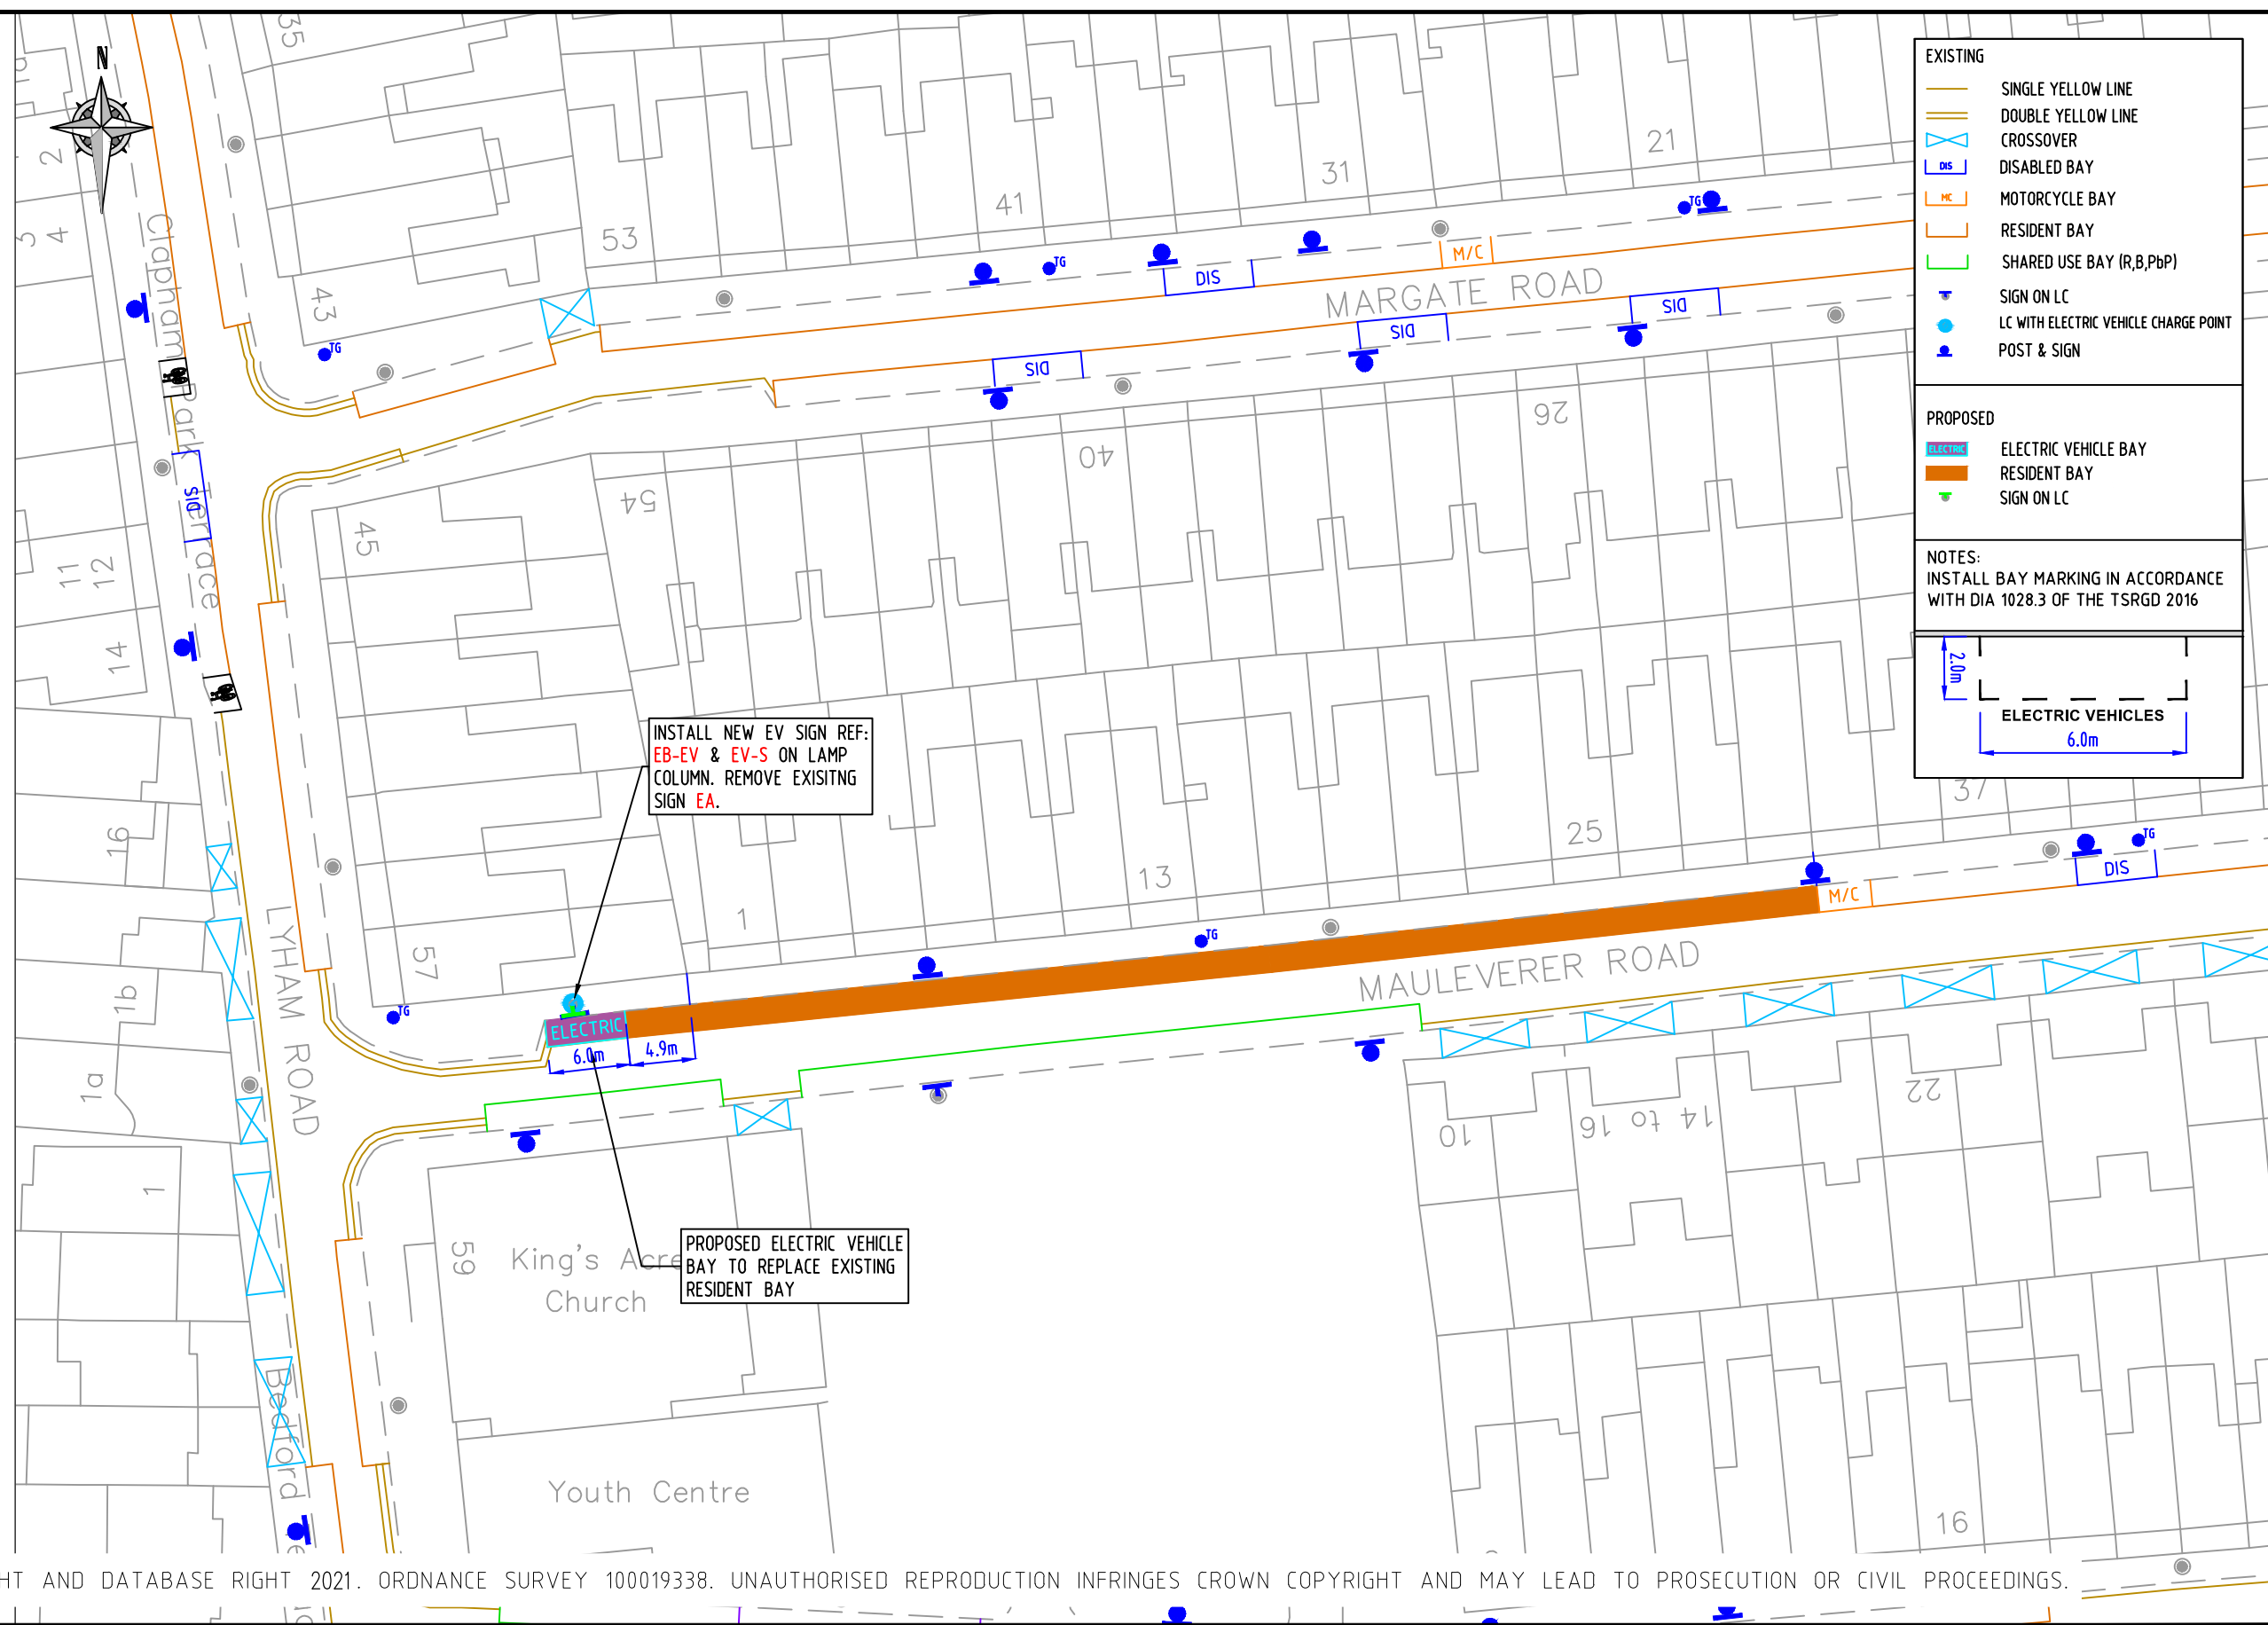 N
35
2
3
4
Clapham Park Terrace
43
TG
53
41
31
21
TG
TG
DIS
M/C
MARGATE ROAD
DIS
DIS
DIS
DIS
40
26
54
45
11
12
14
16
57
1
13
25
37
TG
TG
TG
DIS
M/C
MAULEVERER ROAD
LYHAM ROAD
1b
1a
1
INSTALL NEW EV SIGN REF:
EB-EV & EV-S ON LAMP
COLUMN. REMOVE EXISITNG
SIGN EA.
ELECTRIC
6.0m
4.9m
10
14 to 16
22
59
King's Acre
Church
PROPOSED ELECTRIC VEHICLE
BAY TO REPLACE EXISTING
RESIDENT BAY
Youth Centre
Bedford
16
EXISTING
SINGLE YELLOW LINE
DOUBLE YELLOW LINE
CROSSOVER
DIS DISABLED BAY
MC MOTORCYCLE BAY
RESIDENT BAY
SHARED USE BAY (R,B,PbP)
SIGN ON LC
LC WITH ELECTRIC VEHICLE CHARGE POINT
POST & SIGN
PROPOSED
ELECTRIC ELECTRIC VEHICLE BAY
RESIDENT BAY
SIGN ON LC
NOTES:
INSTALL BAY MARKING IN ACCORDANCE
WITH DIA 1028.3 OF THE TSRGD 2016
2.0m
ELECTRIC VEHICLES
6.0m
HT AND DATABASE RIGHT 2021. ORDNANCE SURVEY 100019338. UNAUTHORISED REPRODUCTION INFRINGES CROWN COPYRIGHT AND MAY LEAD TO PROSECUTION OR CIVIL PROCEEDINGS.